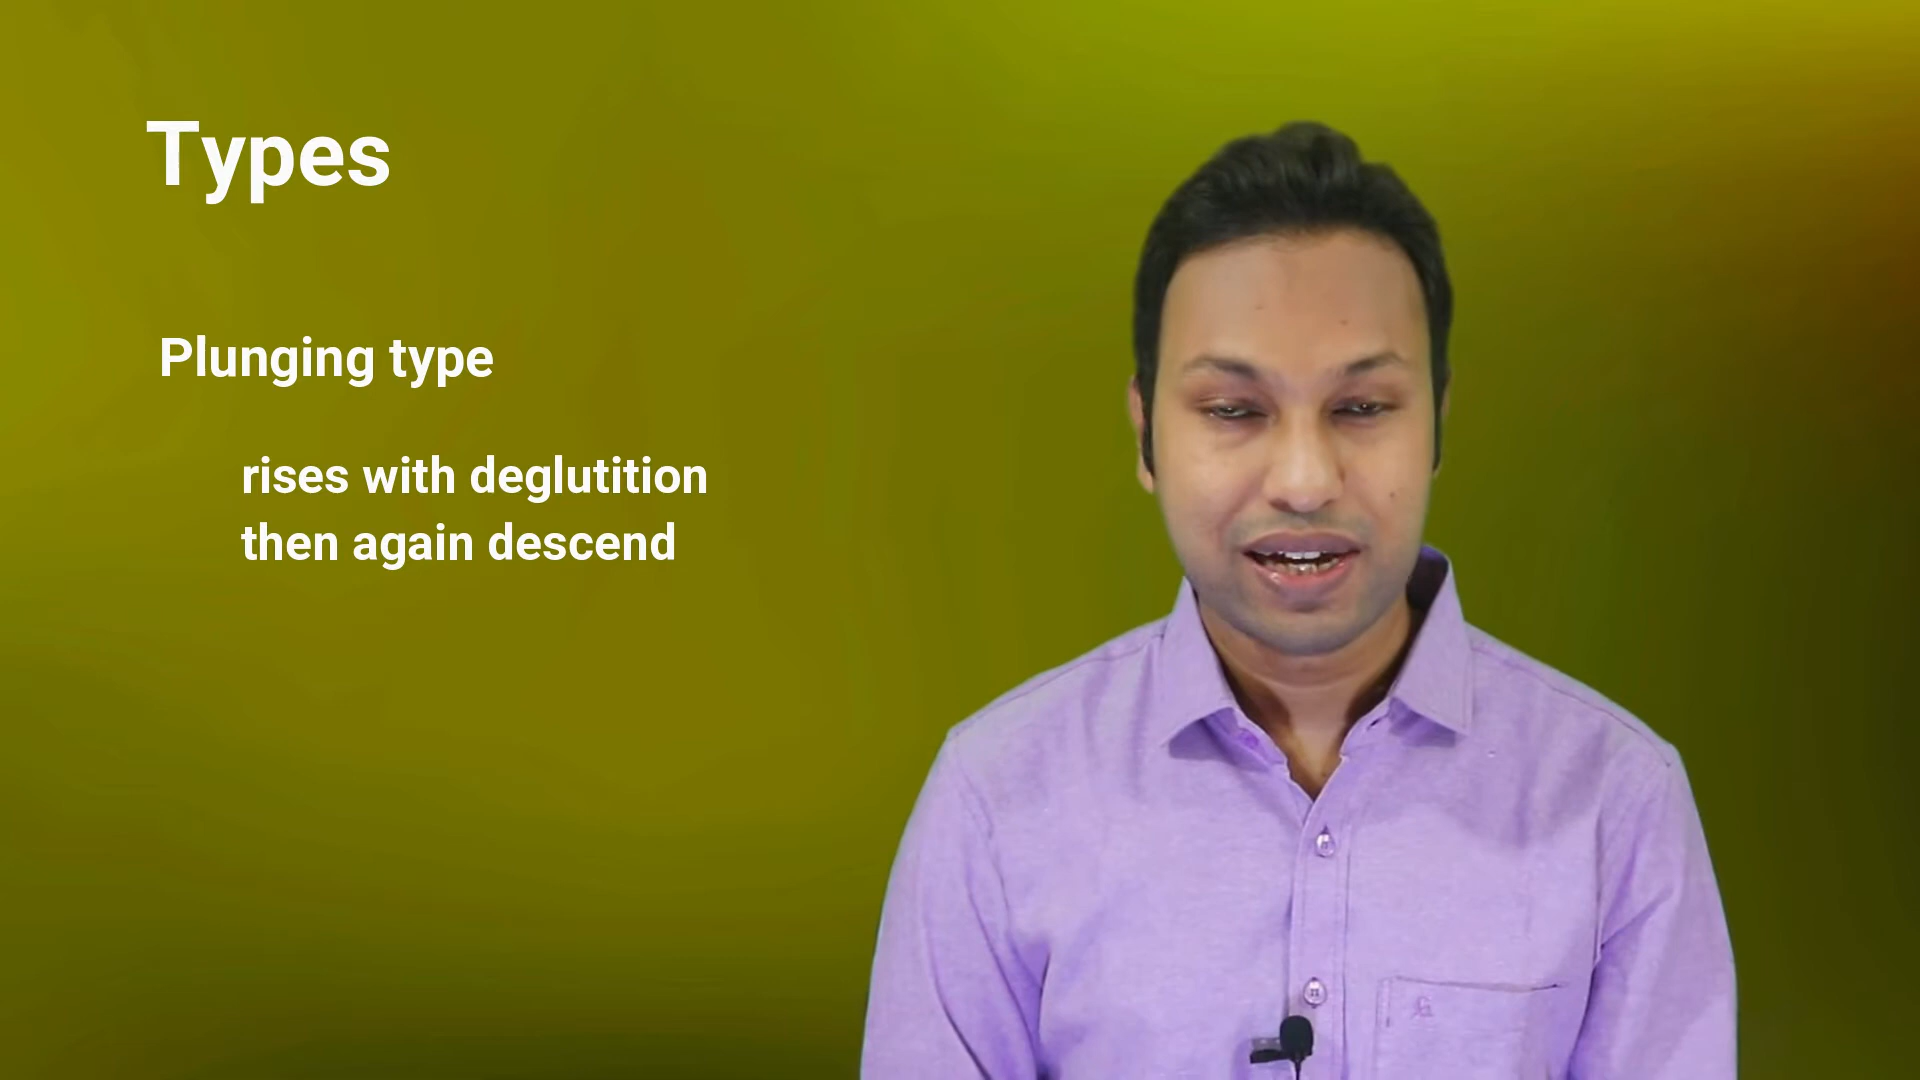 Types
Plunging type
rises with deglutition
then again descend